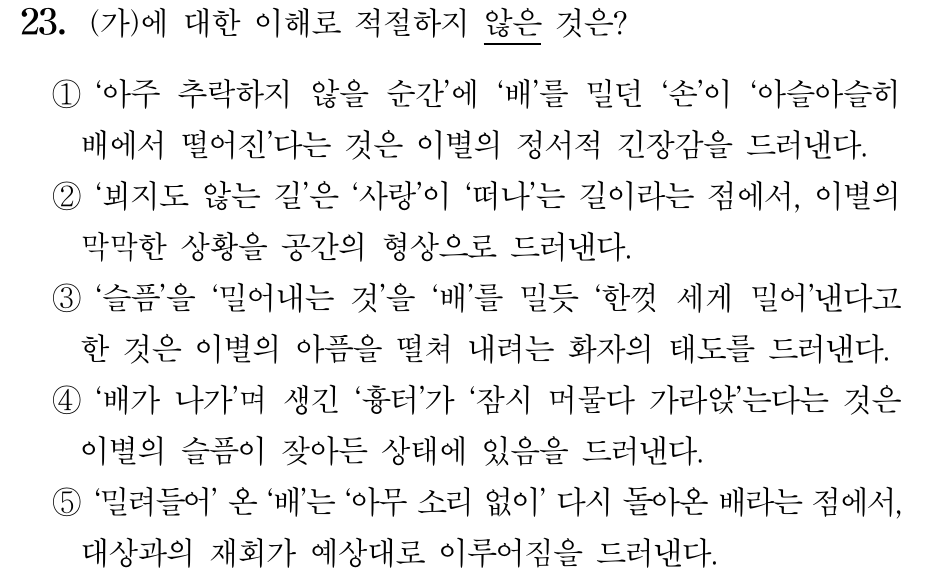 23. (가)에 대한 이해로 적절하지 않은 것은?
① ‘아주 추락하지 않을 순간’에 ‘배’를 밀던 ‘손’이 ‘아슬아슬히
배에서 떨어진’다는 것은 이별의 정서적 긴장감을 드러낸다.
② ‘뵈지도 않는 길’은 ‘사랑’이 ‘떠나’는 길이라는 점에서, 이별의
막막한 상황을 공간의 형상으로 드러낸다.
③ ‘슬픔’을 ‘밀어내는 것’을 ‘배’를 밀듯 ‘한껏 세게 밀어’낸다고
한 것은 이별의 아픔을 떨쳐 내려는 화자의 태도를 드러낸다.
④ ‘배가 나가’며 생긴 ‘흉터’가 ‘잠시 머물다 가라앉’는다는 것은
이별의 슬픔이 잦아든 상태에 있음을 드러낸다.
⑤ ‘밀려들어’ 온 ‘배’는 ‘아무 소리 없이’ 다시 돌아온 배라는 점에서,
대상과의 재회가 예상대로 이루어짐을 드러낸다.